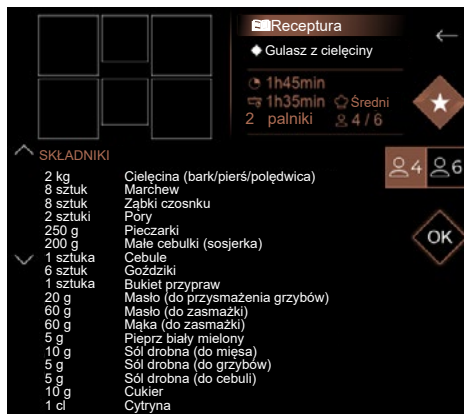 Receptura
Gulasz z cielęciny
1h45min
1h35min Średni
2 palniki 4 / 6
SKŁADNIKI
4 6
OK
2 kg Cielęcina (bark/pierś/polędwica)
8 sztuk Marchew
8 sztuk Ząbki czosnku
2 sztuki Pory
250 g Pieczarki
200 g Małe cebulki (sosjerka)
1 sztuka Cebule
6 sztuk Goździki
1 sztuka Bukiet przypraw
20 g Masło (do przysmażenia grzybów)
60 g Masło (do zasmażki)
60 g Mąka (do zasmażki)
5 g Pieprz biały mielony
10 g Sól drobna (do mięsa)
5 g Sól drobna (do grzybów)
5 g Sól drobna (do cebuli)
10 g Cukier
1 cl Cytryna